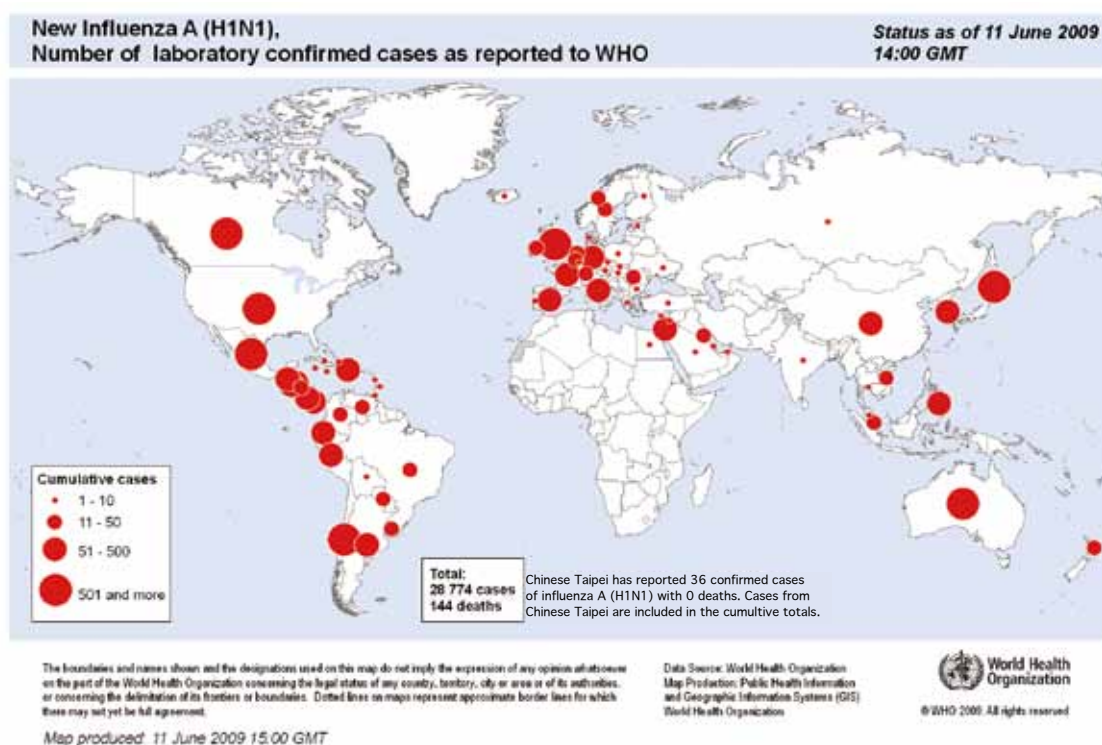 New Influenza A (H1N1),
Number of laboratory confirmed cases as reported to WHO
Status as of 11 June 2009
14:00 GMT
Cumulative cases
1 - 10
11 - 50
51 - 500
501 and more
Total:
28 774 cases
144 deaths
Chinese Taipei has reported 36 confirmed cases
of influenza A (H1N1) with 0 deaths. Cases from
Chinese Taipei are included in the cumultive totals.
The boundaries and names shown and the designations used on this map do not imply the expression of any opinion whatsoever
on the part of the World Health Organization concerning the legal status of any country, territory, city or area or of its authorities,
or concerning the delimitation of its frontiers or boundaries. Dotted lines on maps represent approximate border lines for which
there may not yet be full agreement.
Data Source: World Health Organization
Map Production: Public Health Information
and Geographic Information Systems (GIS)
World Health Organization
World Health
Organization
© WHO 2009. All rights reserved
Map produced: 11 June 2009 15:00 GMT